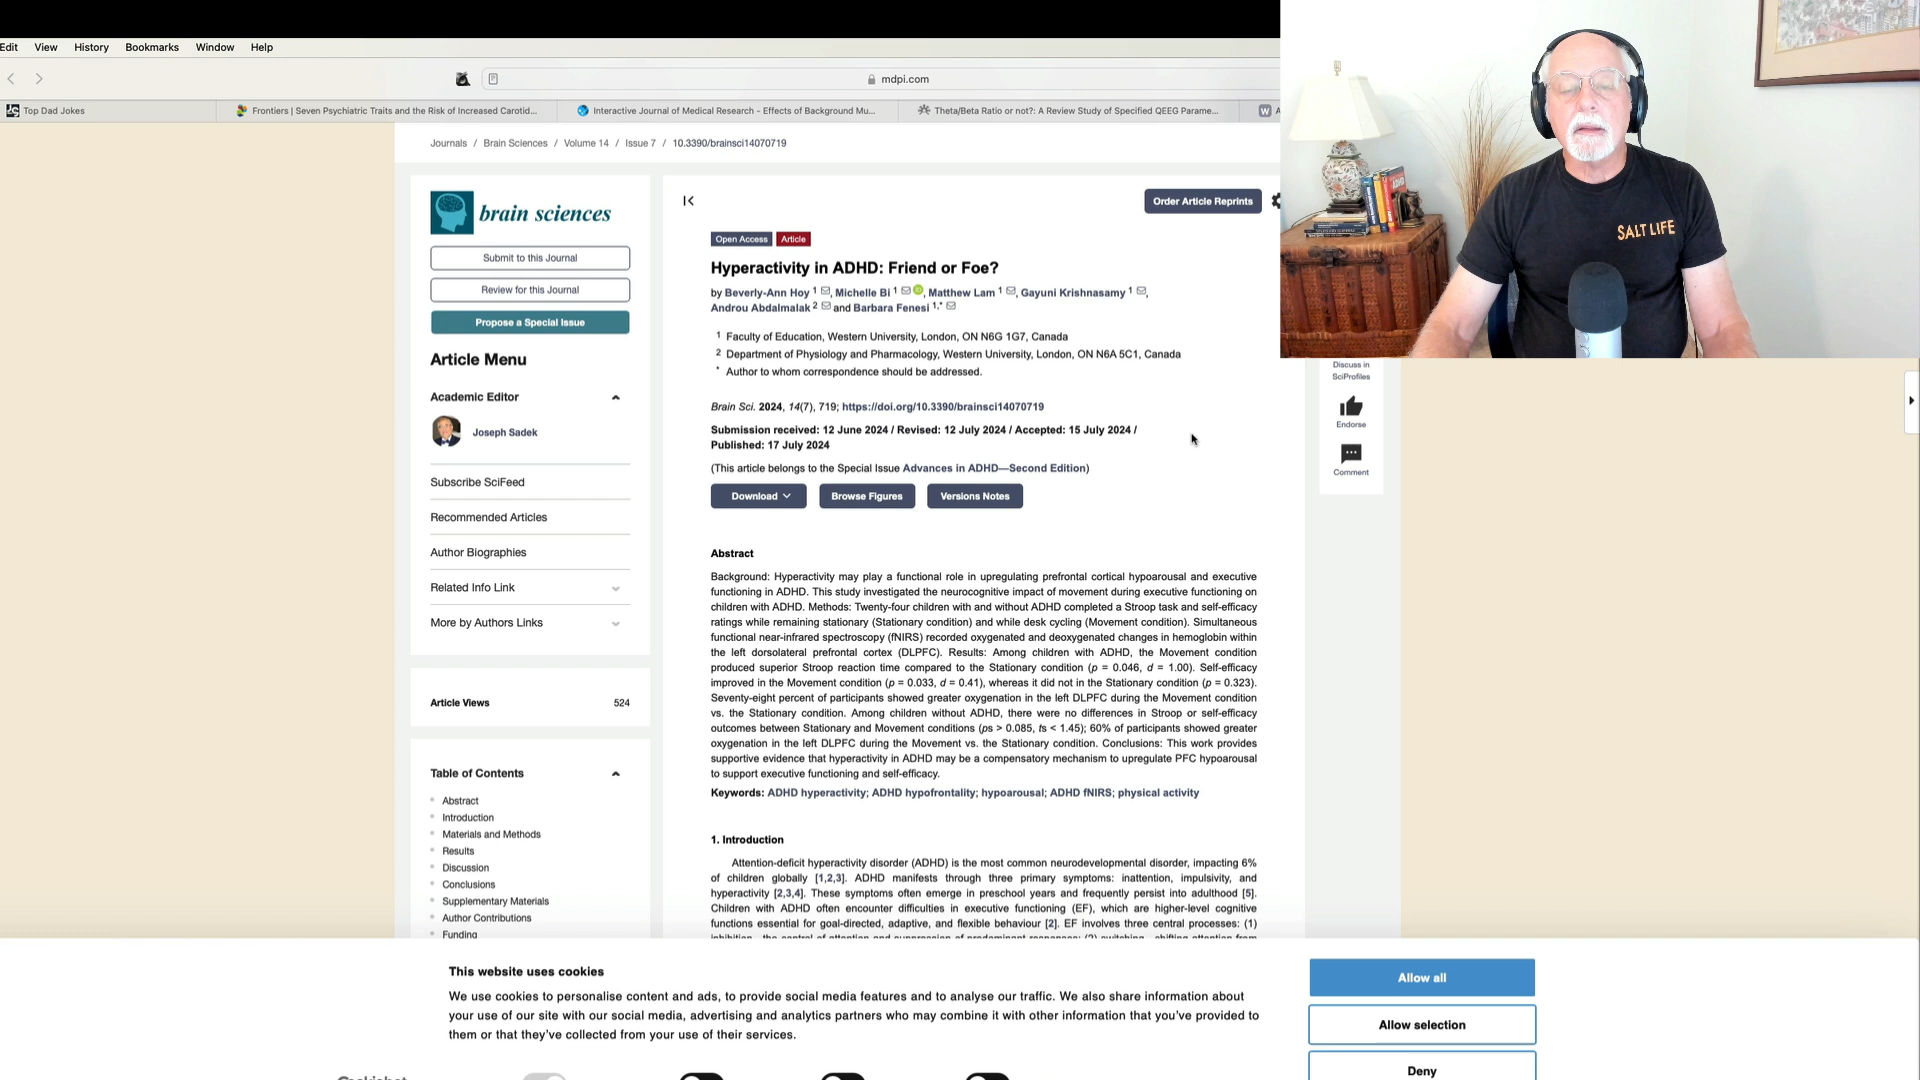 Edit View History Bookmarks Window Help
mdpi.com
Top Dad Jokes
Frontiers | Seven Psychiatric Traits and the Risk of Increased Carotid...
Interactive Journal of Medical Research - Effects of Background Mu...
Theta/Beta Ratio or not?: A Review Study of Specified QEEG Parame...
Journals / Brain Sciences / Volume 14 / Issue 7 / 10.3390/brainsci14070719
brain sciences
Submit to this Journal
Review for this Journal
Propose a Special Issue
Article Menu
Academic Editor
Joseph Sadek
Subscribe SciFeed
Recommended Articles
Author Biographies
Related Info Link
More by Authors Links
Article Views 524
Table of Contents
Abstract
Introduction
Materials and Methods
Results
Discussion
Conclusions
Supplementary Materials
Author Contributions
Funding
Order Article Reprints
Open Access Article
Hyperactivity in ADHD: Friend or Foe?
by Beverly-Ann Hoy 1, Michelle Bi 1, Matthew Lam 1, Gayuni Krishnasamy 1,
Androu Abdalmalak 2 and Barbara Fenesi 1,*
1 Faculty of Education, Western University, London, ON N6G 1G7, Canada
2 Department of Physiology and Pharmacology, Western University, London, ON N6A 5C1, Canada
* Author to whom correspondence should be addressed.
Brain Sci. 2024, 14(7), 719; https://doi.org/10.3390/brainsci14070719
Submission received: 12 June 2024 / Revised: 12 July 2024 / Accepted: 15 July 2024 /
Published: 17 July 2024
(This article belongs to the Special Issue Advances in ADHD—Second Edition)
Download Browse Figures Versions Notes
Abstract
Background: Hyperactivity may play a functional role in upregulating prefrontal cortical hypoarousal and executive
functioning in ADHD. This study investigated the neurocognitive impact of movement during executive functioning on
children with ADHD. Methods: Twenty-four children with and without ADHD completed a Stroop task and self-efficacy
ratings while remaining stationary (Stationary condition) and while desk cycling (Movement condition). Simultaneous
functional near-infrared spectroscopy (fNIRS) recorded oxygenated and deoxygenated changes in hemoglobin within
the left dorsolateral prefrontal cortex (DLPFC). Results: Among children with ADHD, the Movement condition
produced superior Stroop reaction time compared to the Stationary condition (p = 0.046, d = 1.00). Self-efficacy
improved in the Movement condition (p = 0.033, d = 0.41), whereas it did not in the Stationary condition (p = 0.323).
Seventy-eight percent of participants showed greater oxygenation in the left DLPFC during the Movement condition
vs. the Stationary condition. Among children without ADHD, there were no differences in Stroop or self-efficacy
outcomes between Stationary and Movement conditions (ps > 0.085, ts < 1.45); 60% of participants showed greater
oxygenation in the left DLPFC during the Movement vs. the Stationary condition. Conclusions: This work provides
supportive evidence that hyperactivity in ADHD may be a compensatory mechanism to upregulate PFC hypoarousal
to support executive functioning and self-efficacy.
Keywords: ADHD hyperactivity; ADHD hypofrontality; hypoarousal; ADHD fNIRS; physical activity
1. Introduction
Attention-deficit hyperactivity disorder (ADHD) is the most common neurodevelopmental disorder, impacting 6%
of children globally [1,2,3]. ADHD manifests through three primary symptoms: inattention, impulsivity, and
hyperactivity [2,3,4]. These symptoms often emerge in preschool years and frequently persist into adulthood [5].
Children with ADHD often encounter difficulties in executive functioning (EF), which are higher-level cognitive
functions essential for goal-directed, adaptive, and flexible behaviour [2]. EF involves three central processes: (1)
Discuss in
SciProfiles
Endorse
Comment
SALT LIFE
This website uses cookies
We use cookies to personalise content and ads, to provide social media features and to analyse our traffic. We also share information about
your use of our site with our social media, advertising and analytics partners who may combine it with other information that you've provided to
them or that they've collected from your use of their services.
Allow all
Allow selection
Deny